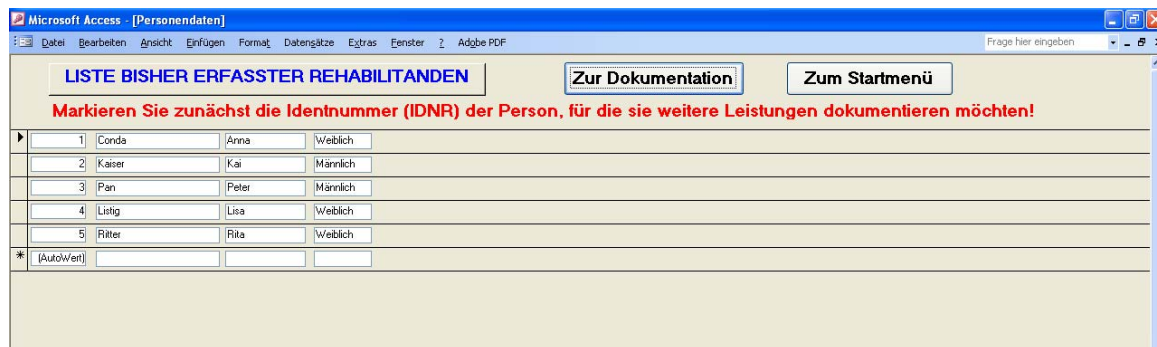 Microsoft Access - [Personendaten]
Datei Bearbeiten Ansicht Einfügen Format Datensätze Extras Fenster ? Adobe PDF Frage hier eingeben
LISTE BISHER ERFASSTER REHABILITANDEN Zur Dokumentation Zum Startmenü
Markieren Sie zunächst die Identnummer (IDNR) der Person, für die sie weitere Leistungen dokumentieren möchten!
1 Conda Anna Weiblich
2 Kaiser Kai Männlich
3 Pan Peter Männlich
4 Listig Lisa Weiblich
5 Ritter Rita Weiblich
(AutoWert)